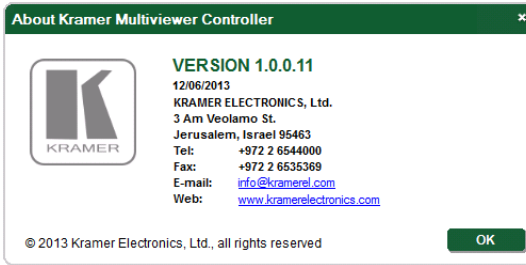 About Kramer Multiviewer Controller ×
VERSION 1.0.0.11
12/06/2013
KRAMER ELECTRONICS, Ltd.
3 Am Veolamo St.
Jerusalem, Israel 95463
Tel: +972 2 6544000
Fax: +972 2 6535369
E-mail: info@kramerel.com
Web: www.kramerelectronics.com
KRAMER
© 2013 Kramer Electronics, Ltd., all rights reserved
OK